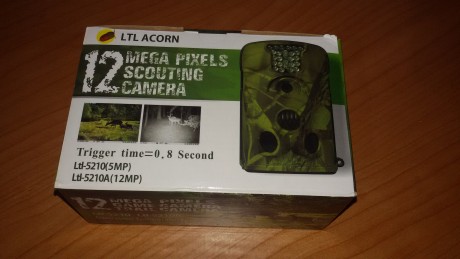 LTL ACORN
12 MEGA PIXELS
SCOUTING
CAMERA
Trigger time=0.8 Second
Ltl-5210(5MP)
Ltl-5210A(12MP)
12 MEGA PIXELS
CAMERA